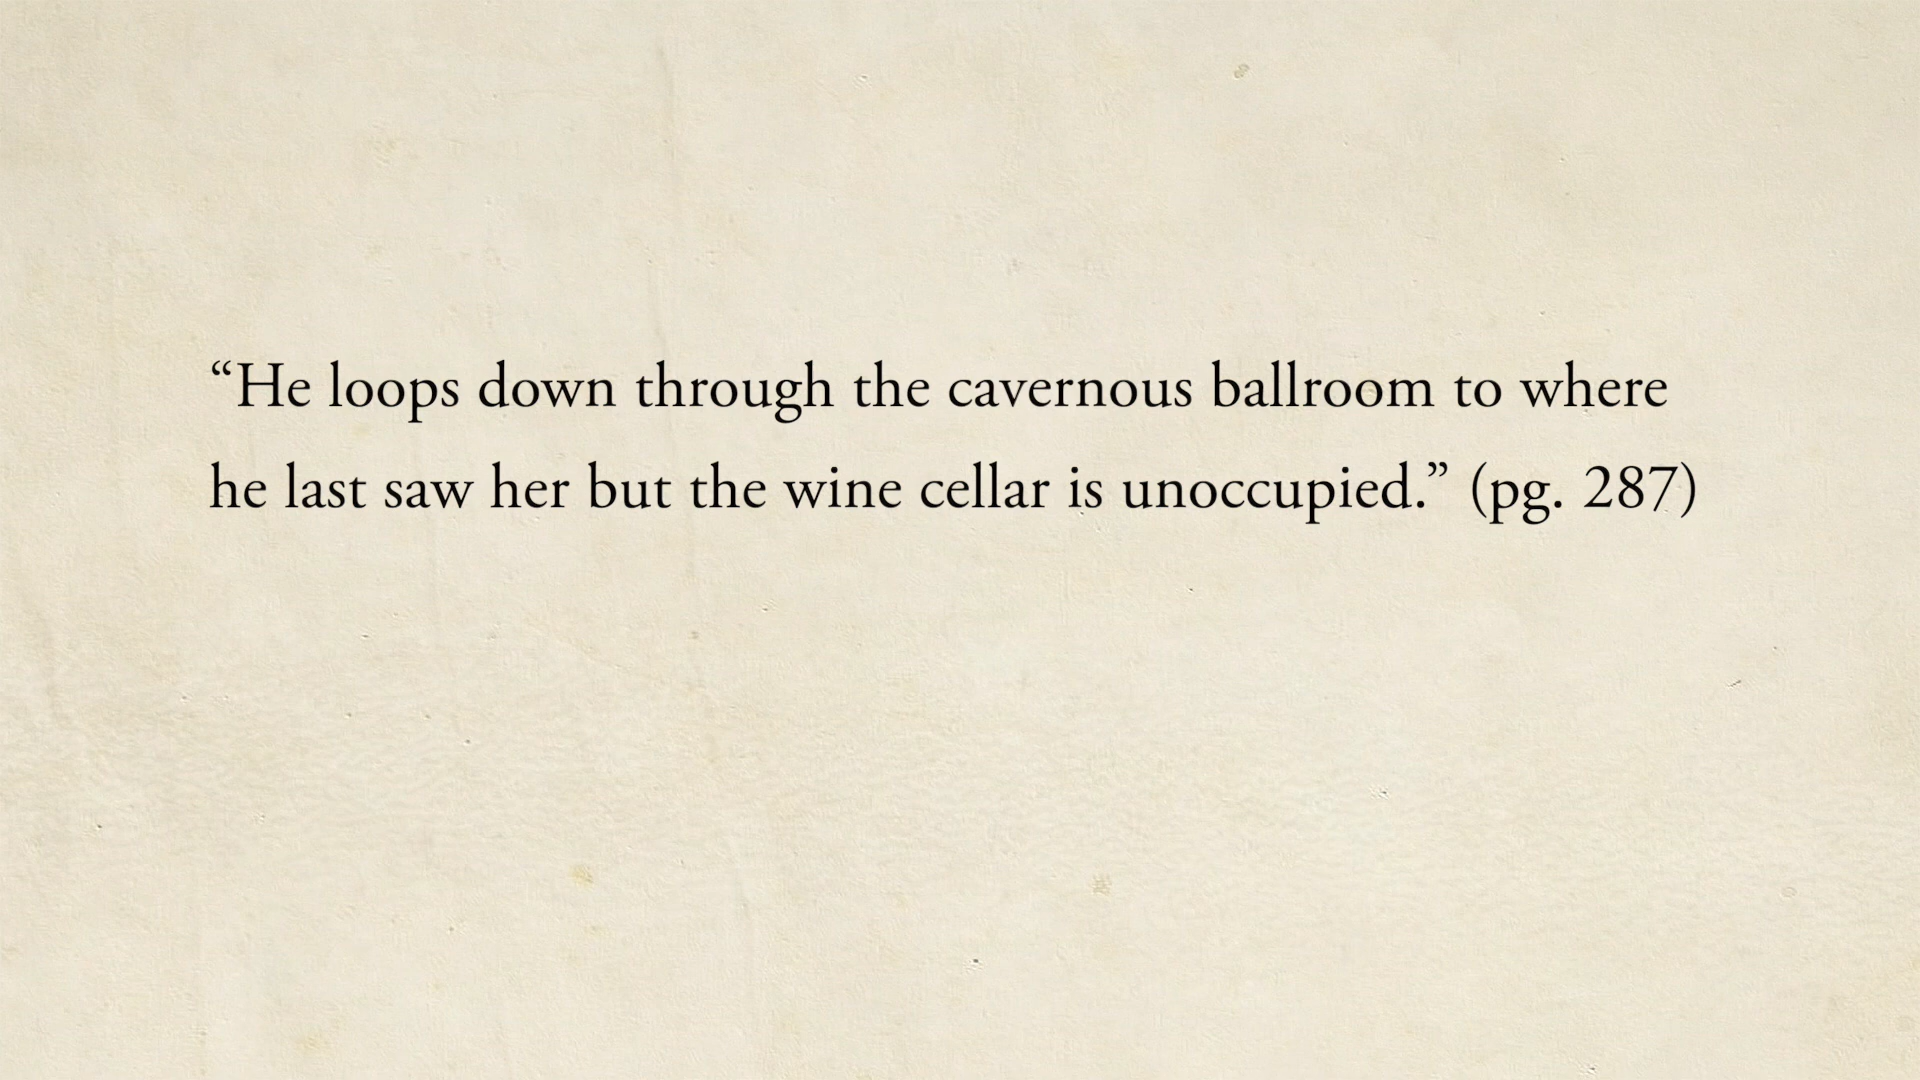 “He loops down through the cavernous ballroom to where
he last saw her but the wine cellar is unoccupied.” (pg. 287)